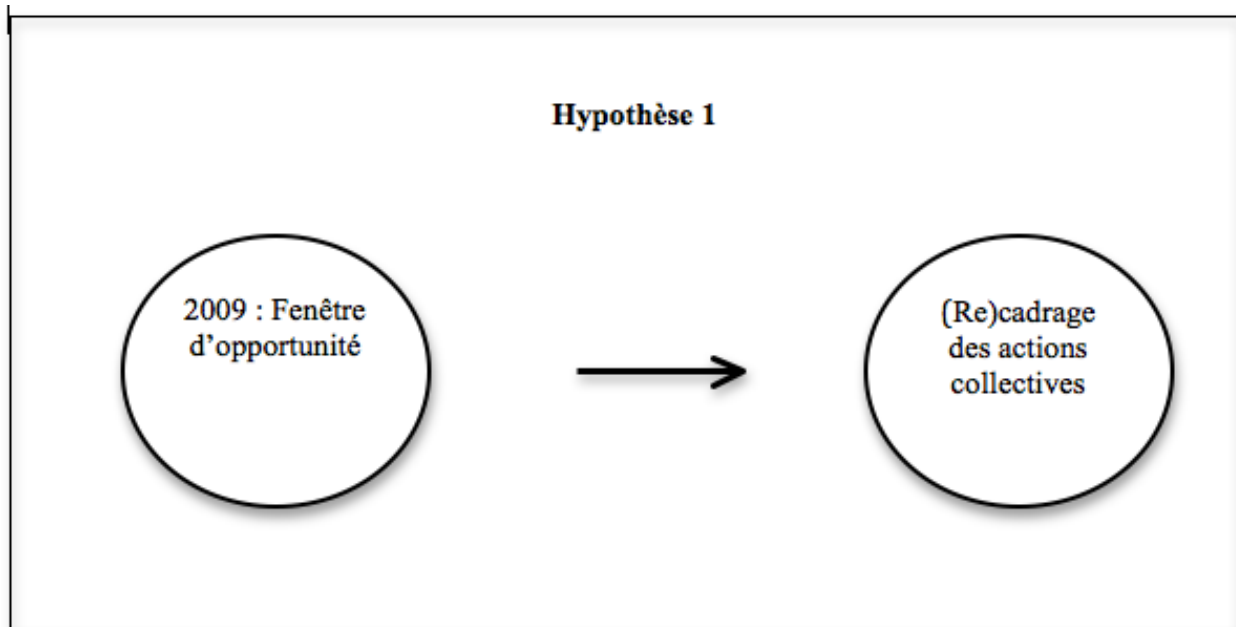 Hypothèse 1
2009 : Fenêtre
d’opportunité
(Re)cadrage
des actions
collectives